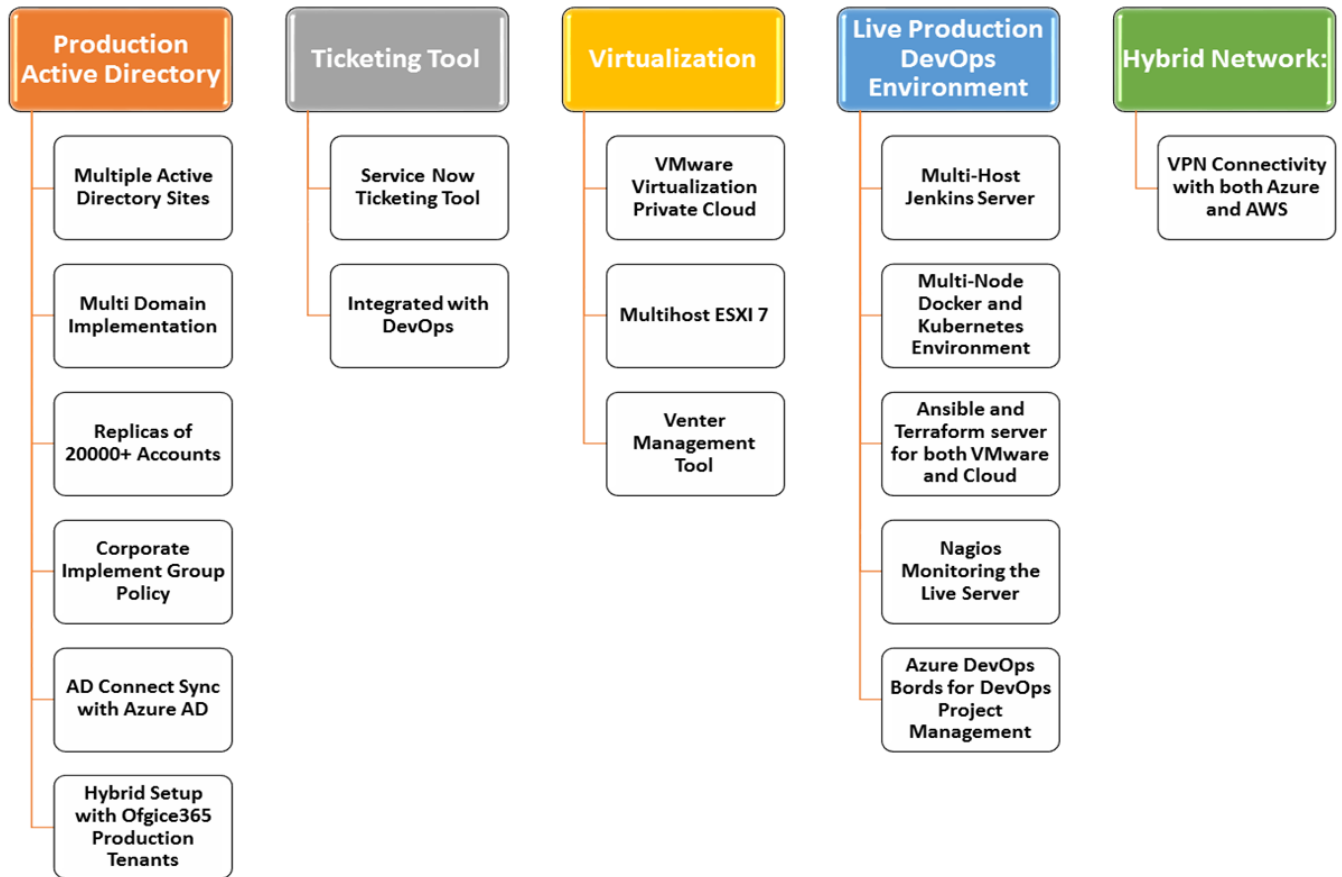 Production
Active Directory
Multiple Active
Directory Sites
Multi Domain
Implementation
Replicas of
20000+ Accounts
Corporate
Implement Group
Policy
AD Connect Sync
with Azure AD
Hybrid Setup
with Ofgice365
Production
Tenants
Ticketing Tool
Service Now
Ticketing Tool
Integrated with
DevOps
Virtualization
VMware
Virtualization
Private Cloud
Multihost ESXI 7
Venter
Management
Tool
Live Production
DevOps
Environment
Multi-Host
Jenkins Server
Multi-Node
Docker and
Kubernetes
Environment
Ansible and
Terraform server
for both VMware
and Cloud
Nagios
Monitoring the
Live Server
Azure DevOps
Bords for DevOps
Project
Management
Hybrid Network:
VPN Connectivity
with both Azure
and AWS